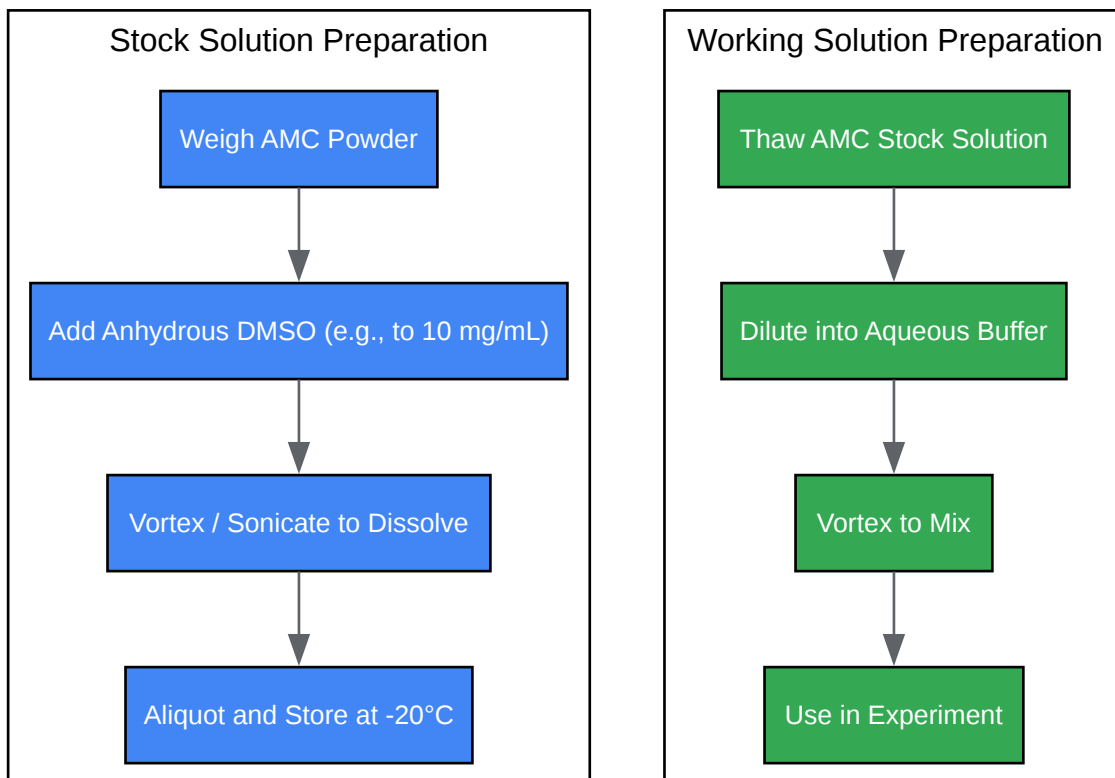 Stock Solution Preparation
Weigh AMC Powder
Add Anhydrous DMSO (e.g., to 10 mg/mL)
Vortex / Sonicate to Dissolve
Aliquot and Store at -20°C
Working Solution Preparation
Thaw AMC Stock Solution
Dilute into Aqueous Buffer
Vortex to Mix
Use in Experiment